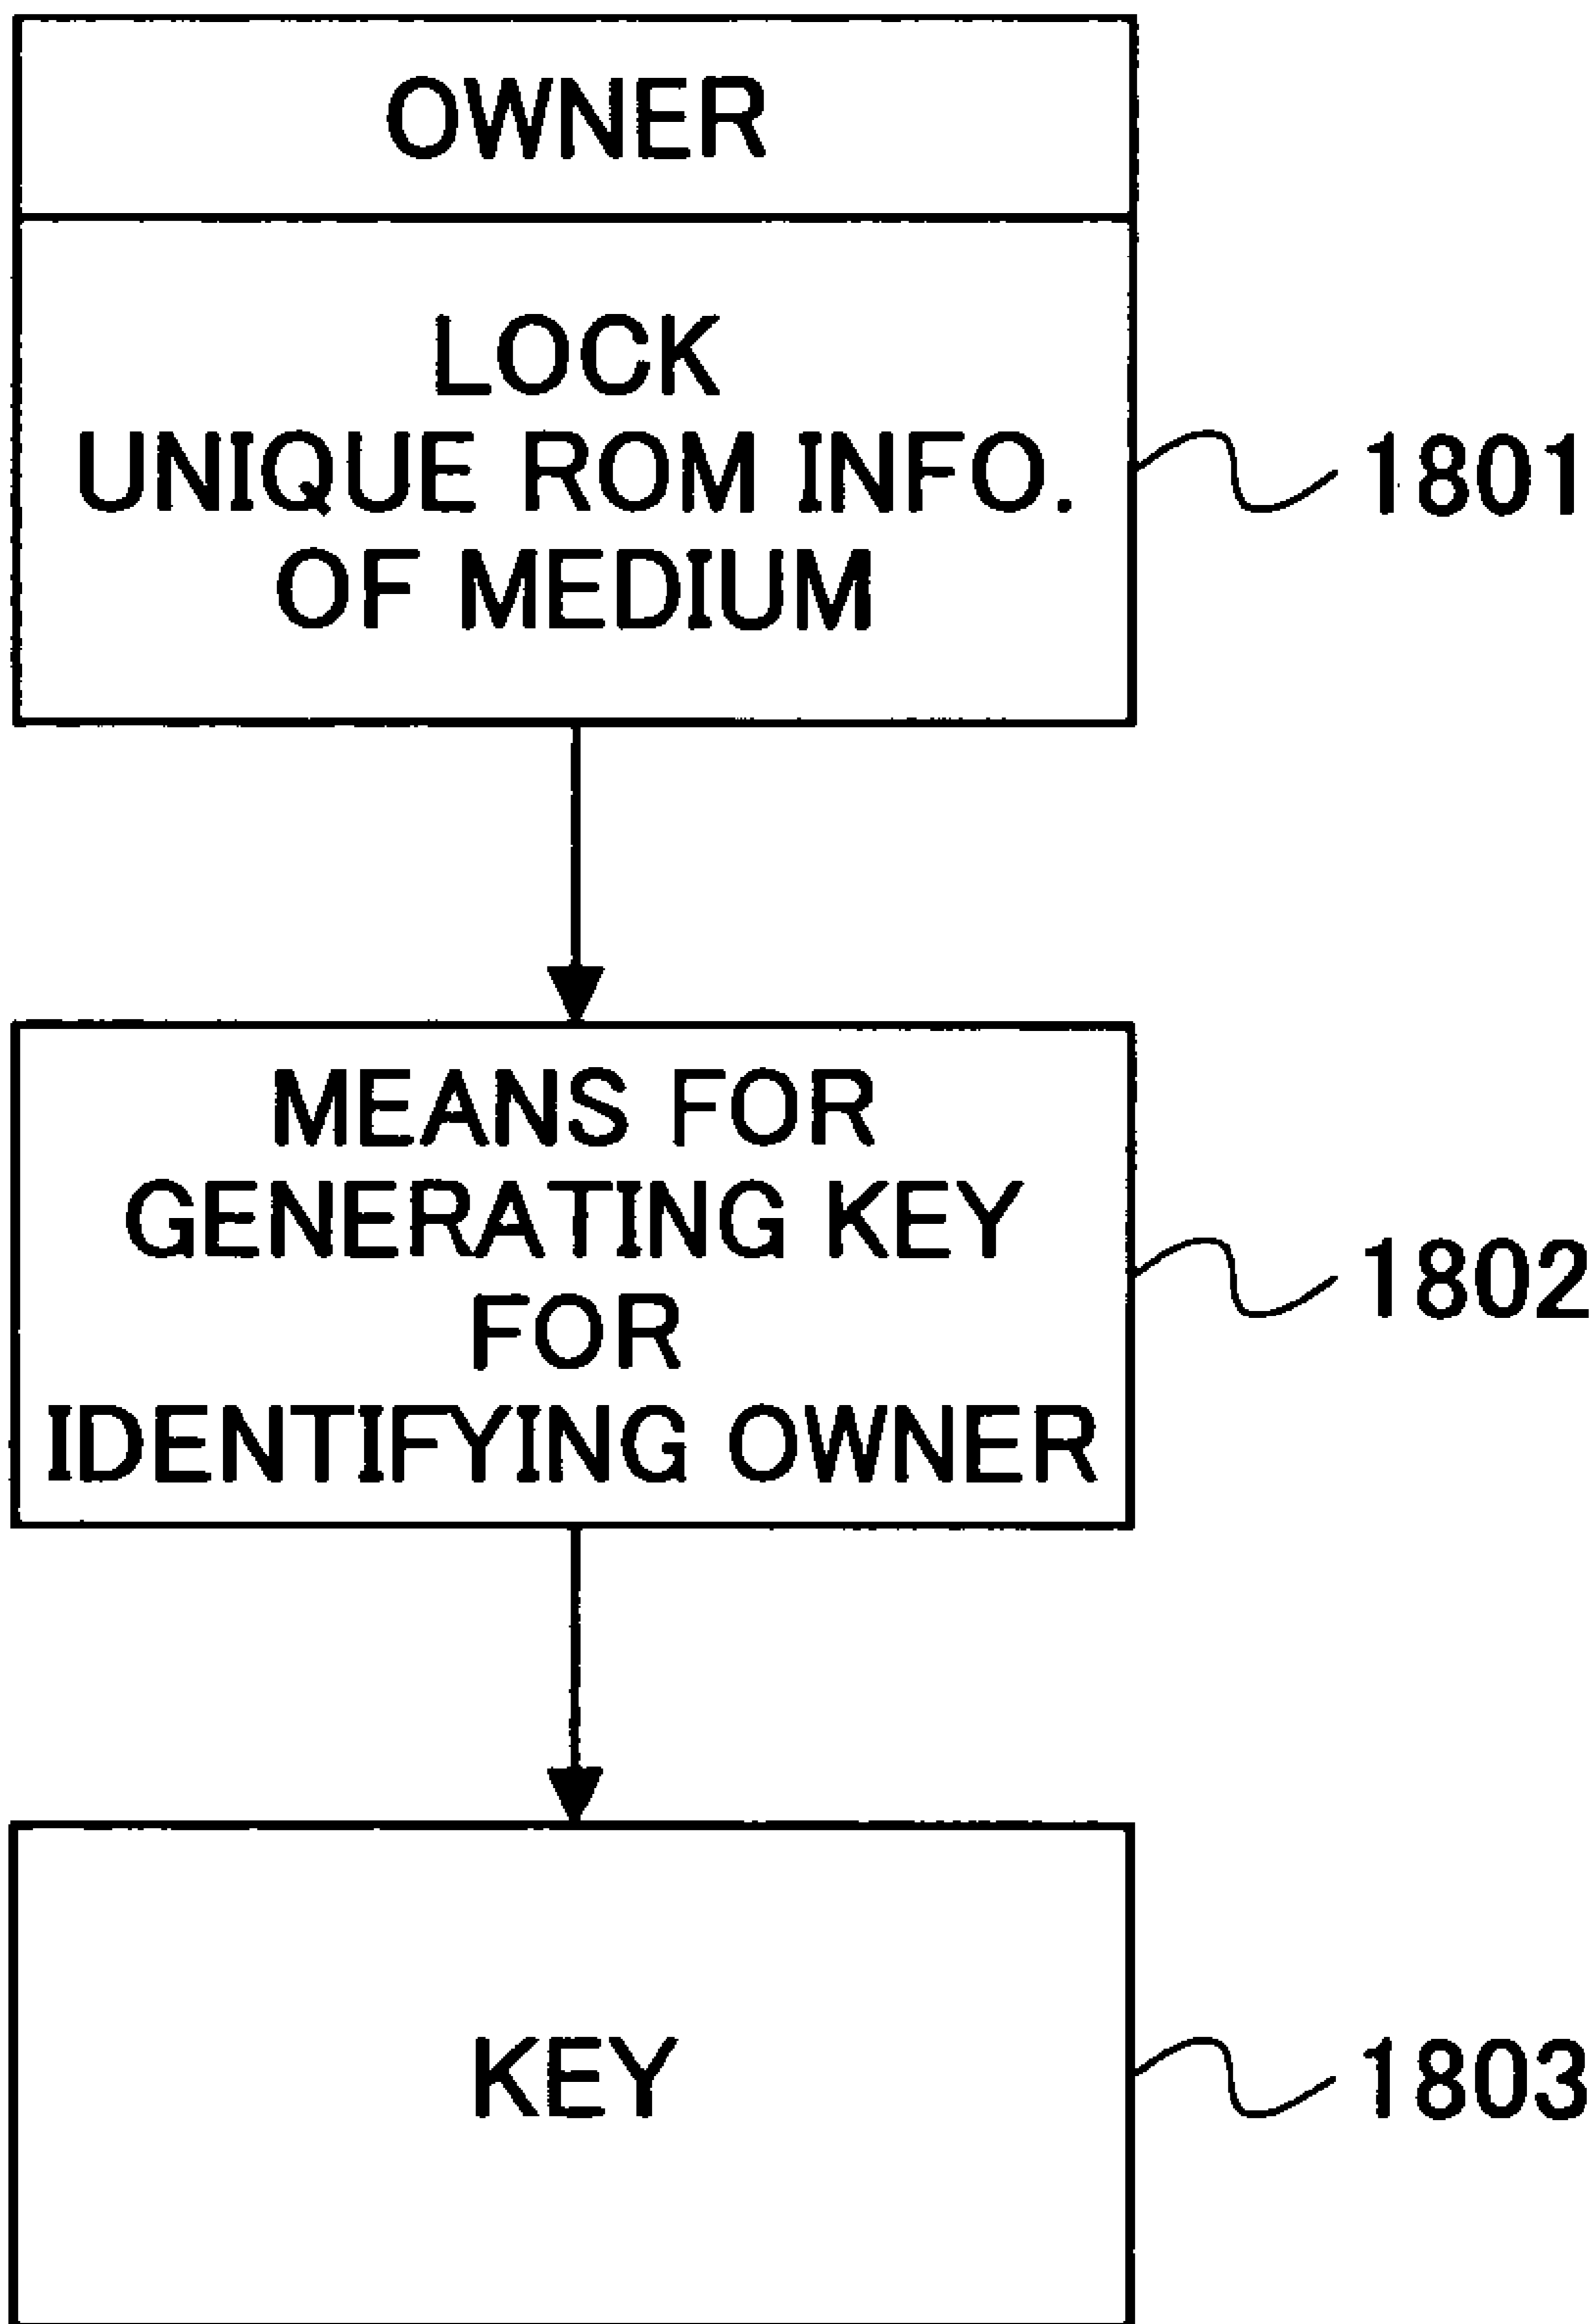 OWNER
LOCK
UNIQUE ROM INFO.
OF MEDIUM
1801
MEANS FOR
GENERATING KEY
FOR
IDENTIFYING OWNER
1802
KEY
1803